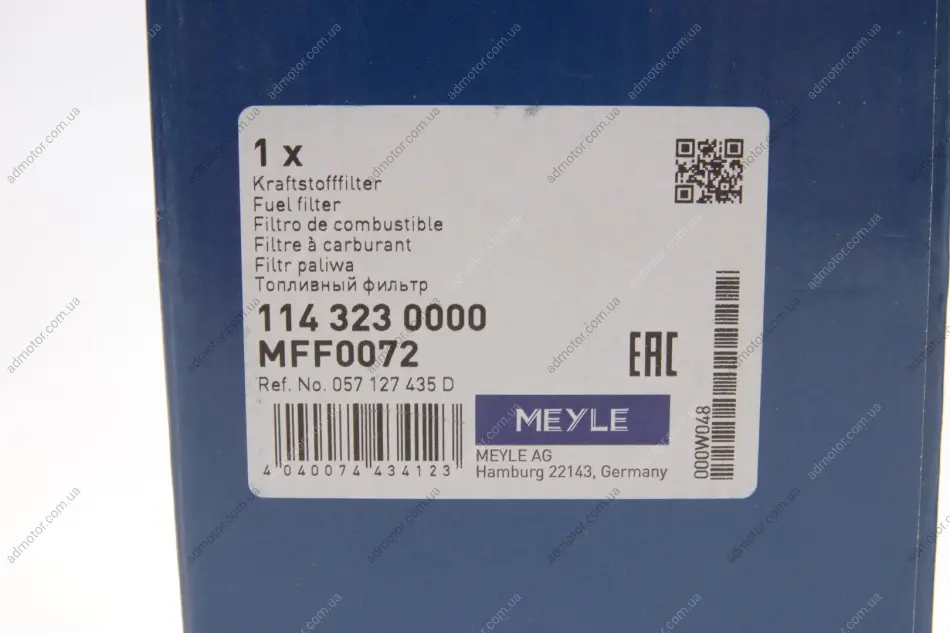 1 x
Kraftstofffilter
Fuel filter
Filtro de combustible
Filtre à carburant
Filtr paliwa
Топливный фильтр
114 323 0000
MFF0072
Ref. No. 057 127 435 D
EAC
MEYLE
MEYLE AG
Hamburg 22143, Germany
4 040074 434123
000W048
admotor.com.ua